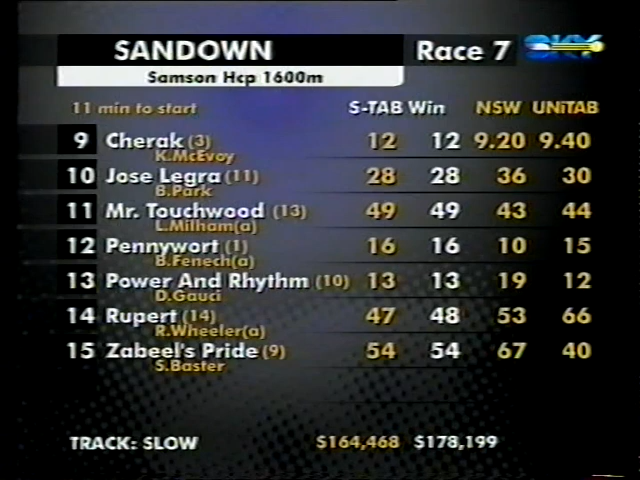 SANDOWN Race 7 SKY
Samson Hcp 1600m
11 min to start S-TAB Win NSW UNiTAB
9 Cherak (3) 12 12 9.20 9.40
K.McEvoy
10 Jose Legra (11) 28 28 36 30
B.Park
11 Mr. Touchwood (13) 49 49 43 44
L.Milham(a)
12 Pennywort (1) 16 16 10 15
B.Fenech(a)
13 Power And Rhythm (10) 13 13 19 12
D.Gauci
14 Rupert (14) 47 48 53 66
R.Wheeler(a)
15 Zabeel's Pride (9) 54 54 67 40
S.Baster
TRACK: SLOW $164,468 $178,199